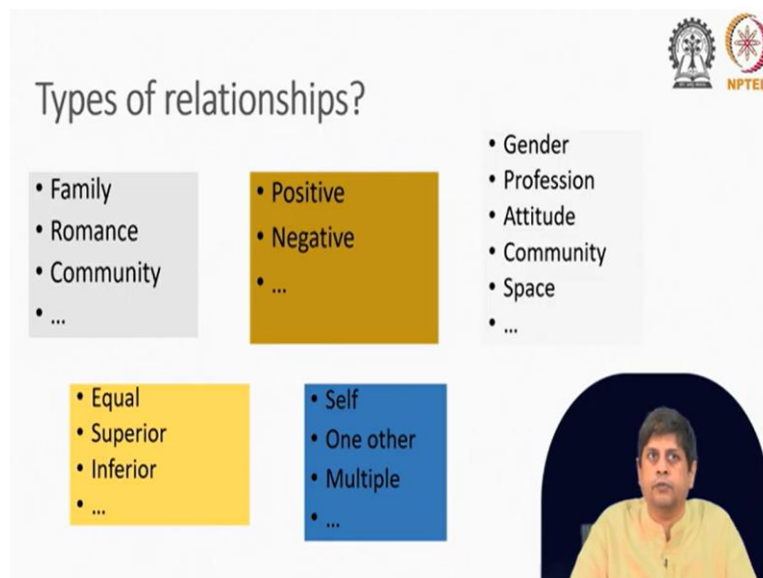 NPTEL
Types of relationships?
• Family
• Romance
• Community
• ...
• Positive
• Negative
• ...
• Gender
• Profession
• Attitude
• Community
• Space
• ...
• Equal
• Superior
• Inferior
• ...
• Self
• One other
• Multiple
• ...